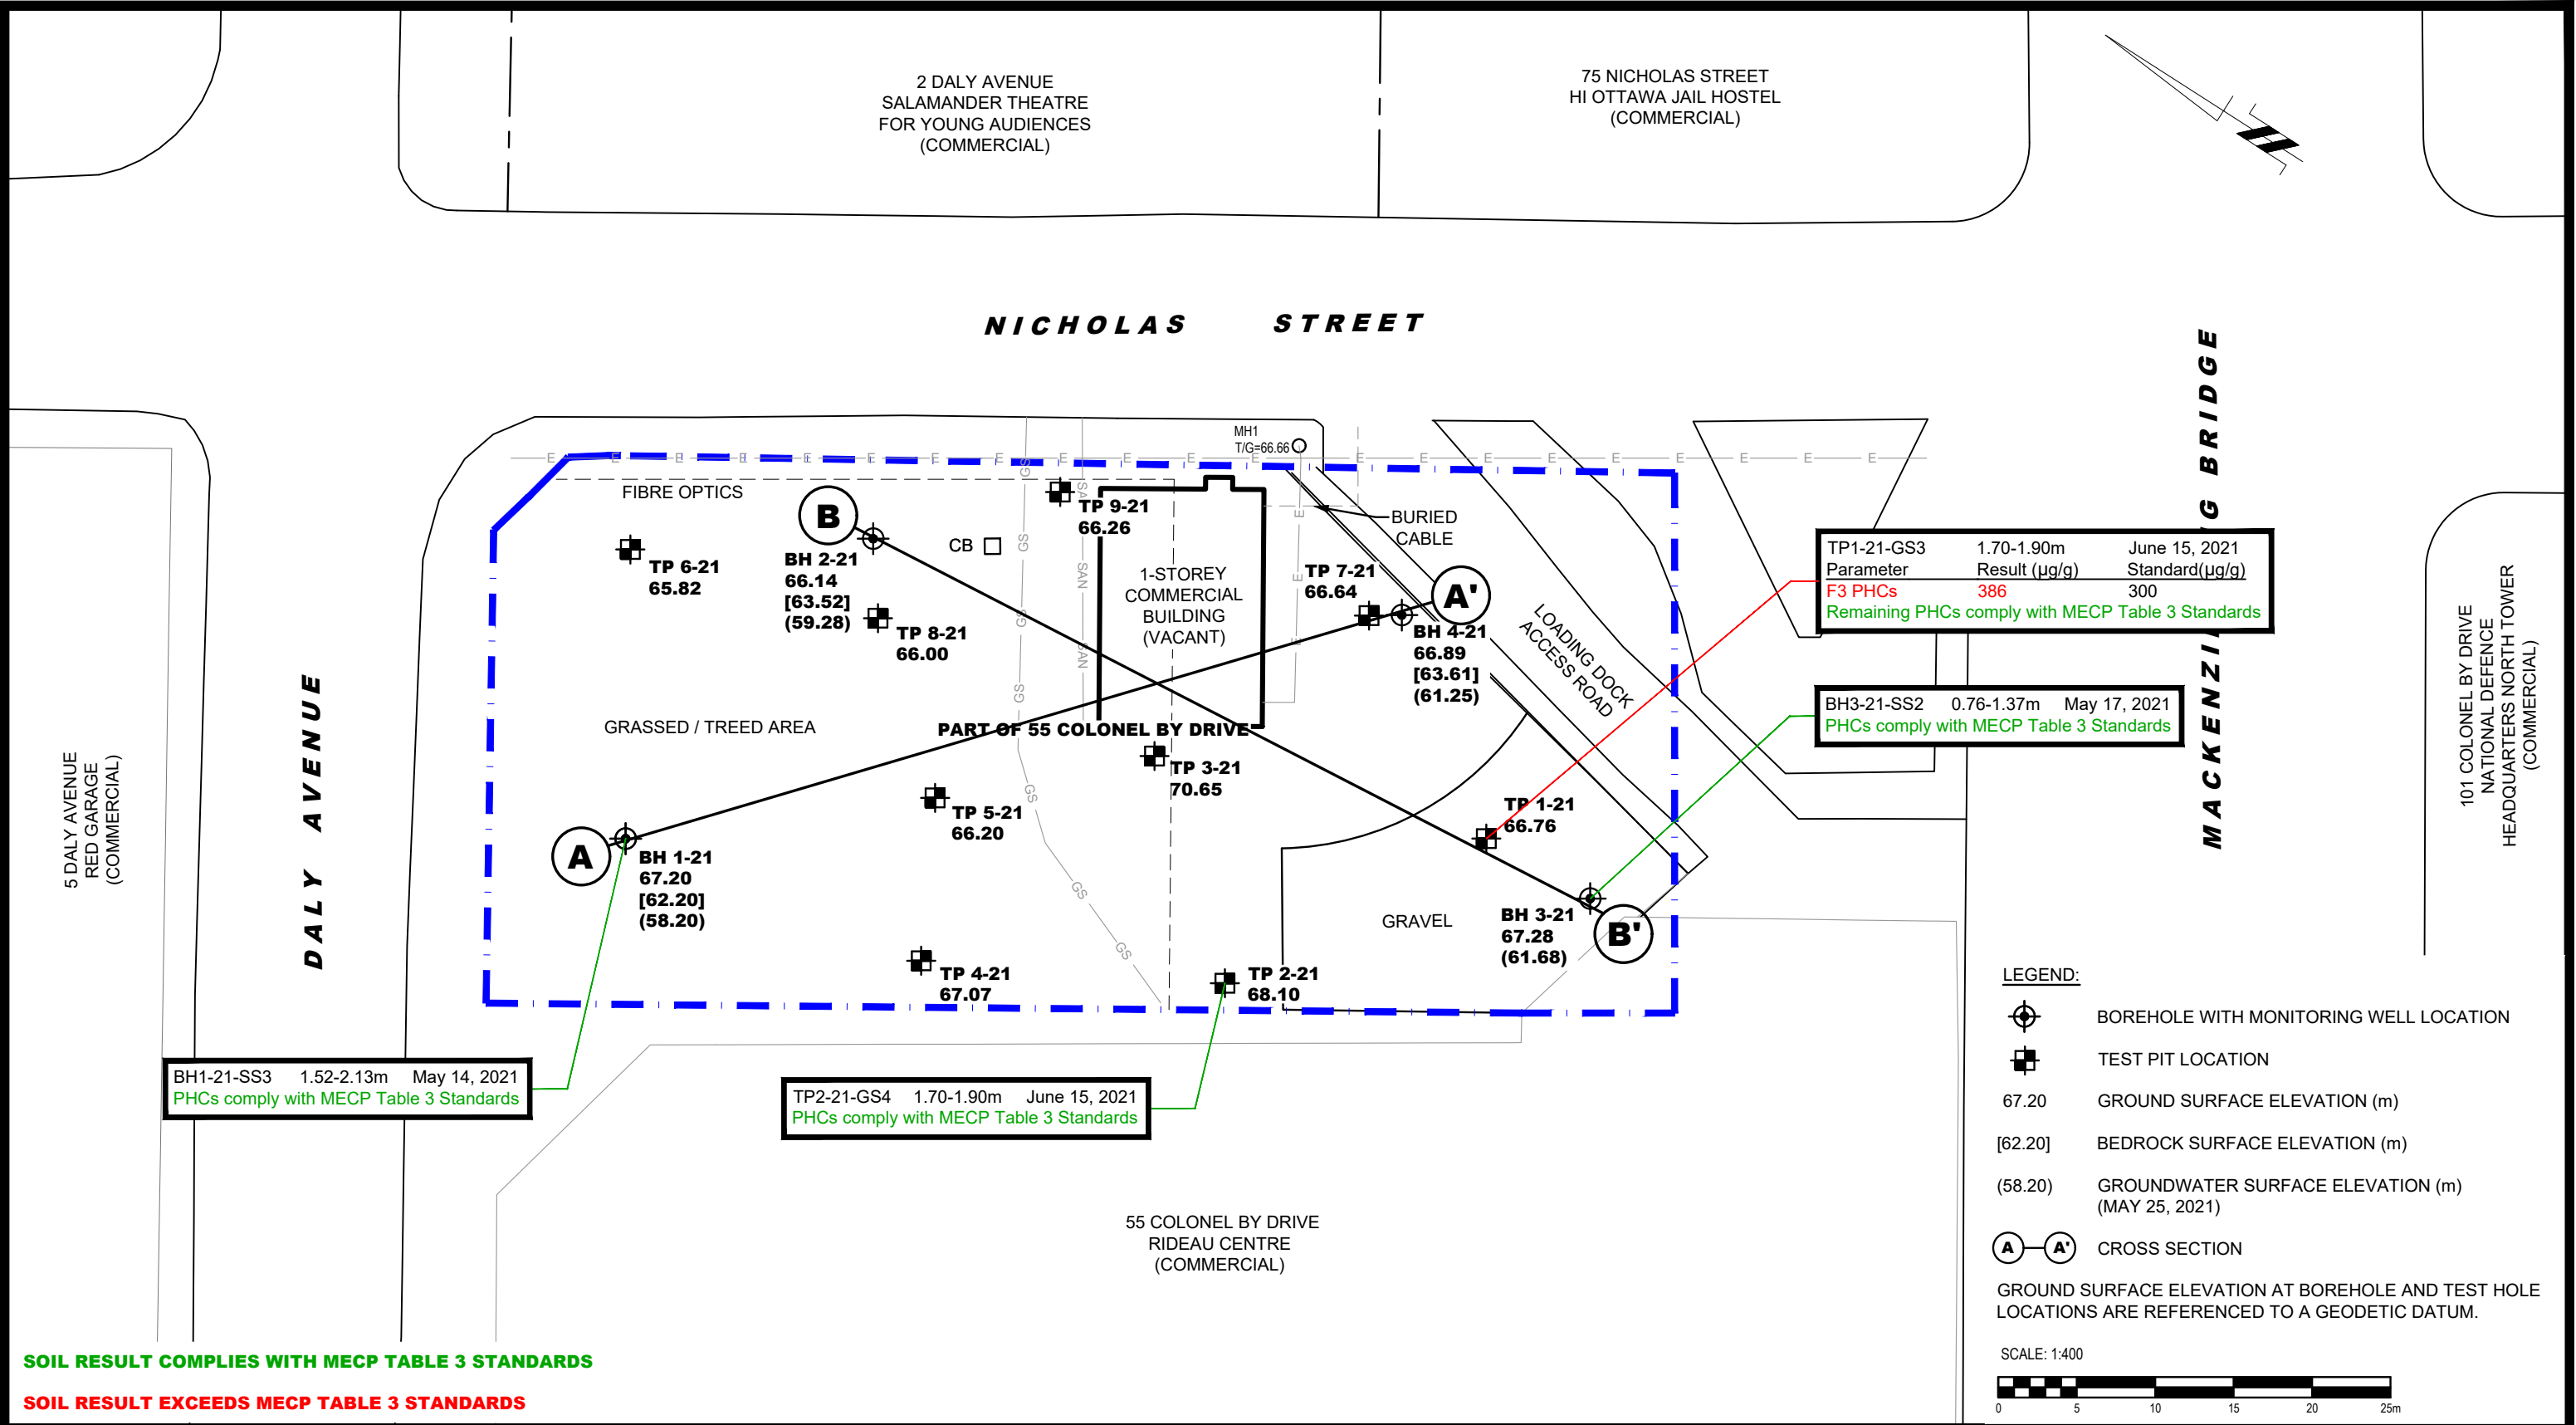 2 DALY AVENUE
SALAMANDER THEATRE
FOR YOUNG AUDIENCES
(COMMERCIAL)
75 NICHOLAS STREET
HI OTTAWA JAIL HOSTEL
(COMMERCIAL)
NICHOLAS STREET
MH1
T/G=66.66
FIBRE OPTICS
B
BH 2-21
66.14
[63.52]
(59.28)
TP 6-21
65.82
TP 8-21
66.00
CB
TP 9-21
66.26
1-STOREY
COMMERCIAL
BUILDING
(VACANT)
BURIED
CABLE
TP 7-21
66.64
A'
BH 4-21
66.89
[63.61]
(61.25)
LOADING DOCK
ACCESS ROAD
TP1-21-GS3 1.70-1.90m June 15, 2021
Parameter Result (µg/g) Standard(µg/g)
F3 PHCs 386 300
Remaining PHCs comply with MECP Table 3 Standards
BH3-21-SS2 0.76-1.37m May 17, 2021
PHCs comply with MECP Table 3 Standards
GRASSED / TREED AREA
PART OF 55 COLONEL BY DRIVE
TP 3-21
70.65
TP 5-21
66.20
TP 1-21
66.76
A
BH 1-21
67.20
[62.20]
(58.20)
GRAVEL
BH 3-21
67.28
(61.68)
B'
TP 4-21
67.07
TP 2-21
68.10
E E E E E E E E E E E E E E E E E E E E E
E
E
E
GS
GS
GS
GS
GS
GS
GS
SAN
SAN
DALY AVENUE
5 DALY AVENUE
RED GARAGE
(COMMERCIAL)
101 COLONEL BY DRIVE
NATIONAL DEFENCE
HEADQUARTERS NORTH TOWER
(COMMERCIAL)
MACKENZI G BRIDGE
BH1-21-SS3 1.52-2.13m May 14, 2021
PHCs comply with MECP Table 3 Standards
TP2-21-GS4 1.70-1.90m June 15, 2021
PHCs comply with MECP Table 3 Standards
55 COLONEL BY DRIVE
RIDEAU CENTRE
(COMMERCIAL)
LEGEND:
BOREHOLE WITH MONITORING WELL LOCATION
TEST PIT LOCATION
67.20 GROUND SURFACE ELEVATION (m)
[62.20] BEDROCK SURFACE ELEVATION (m)
(58.20) GROUNDWATER SURFACE ELEVATION (m)
(MAY 25, 2021)
A A' CROSS SECTION
GROUND SURFACE ELEVATION AT BOREHOLE AND TEST HOLE
LOCATIONS ARE REFERENCED TO A GEODETIC DATUM.
SCALE: 1:400
0 5 10 15 20 25m
SOIL RESULT COMPLIES WITH MECP TABLE 3 STANDARDS
SOIL RESULT EXCEEDS MECP TABLE 3 STANDARDS